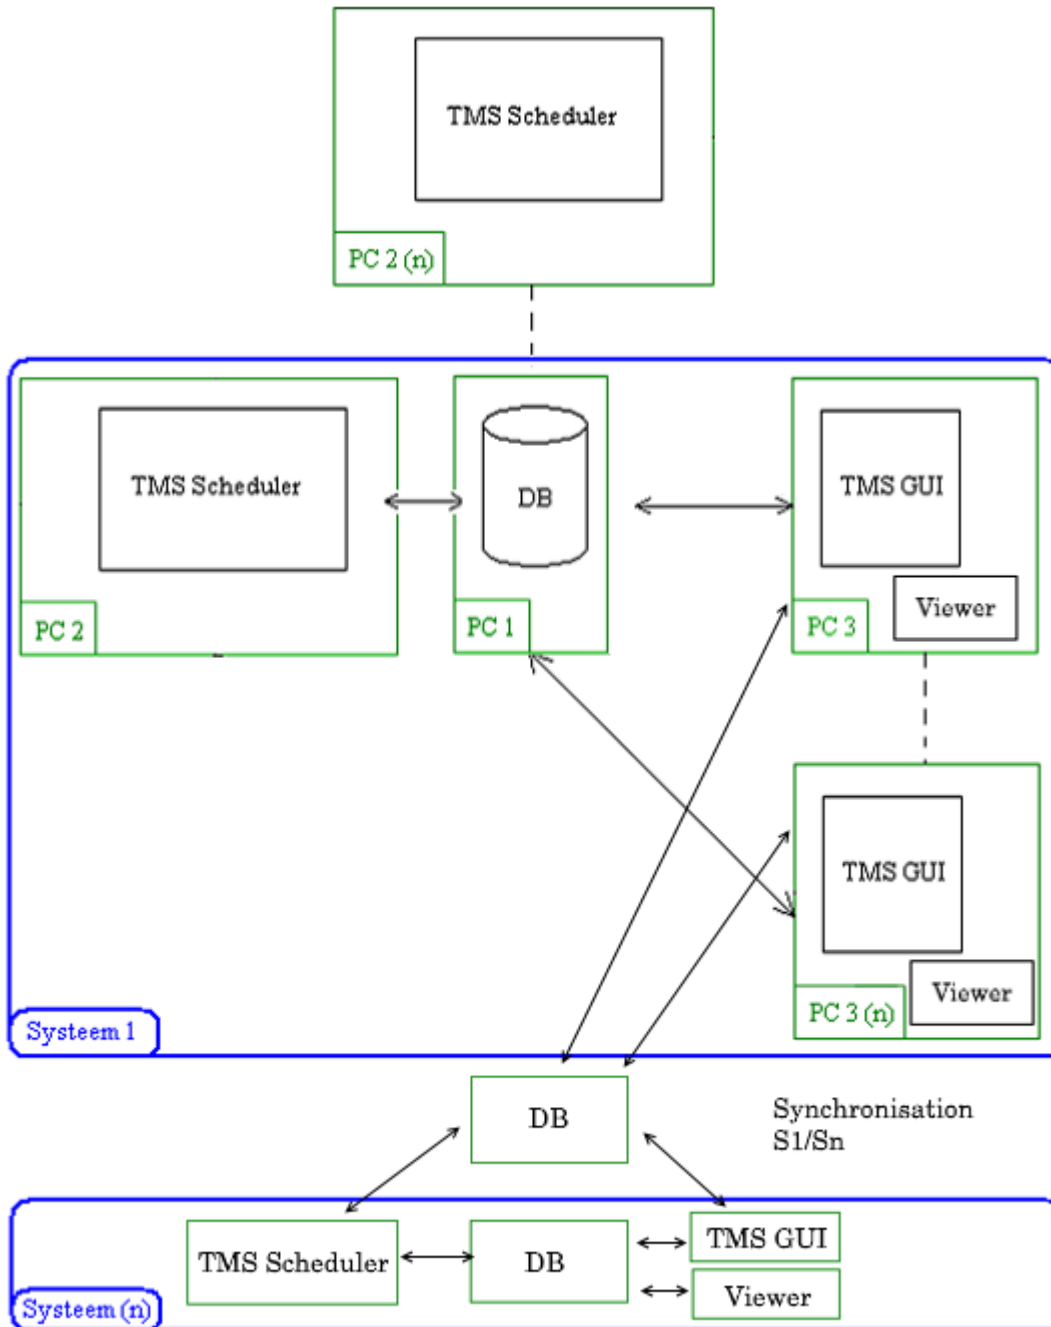 TMS Scheduler
PC 2 (n)
TMS Scheduler
DB
TMS GUI
Viewer
PC 2
PC 1
PC 3
TMS GUI
Viewer
PC 3 (n)
Systeem 1
DB
Synchronisation
S1/Sn
TMS Scheduler
DB
TMS GUI
Viewer
Systeem (n)